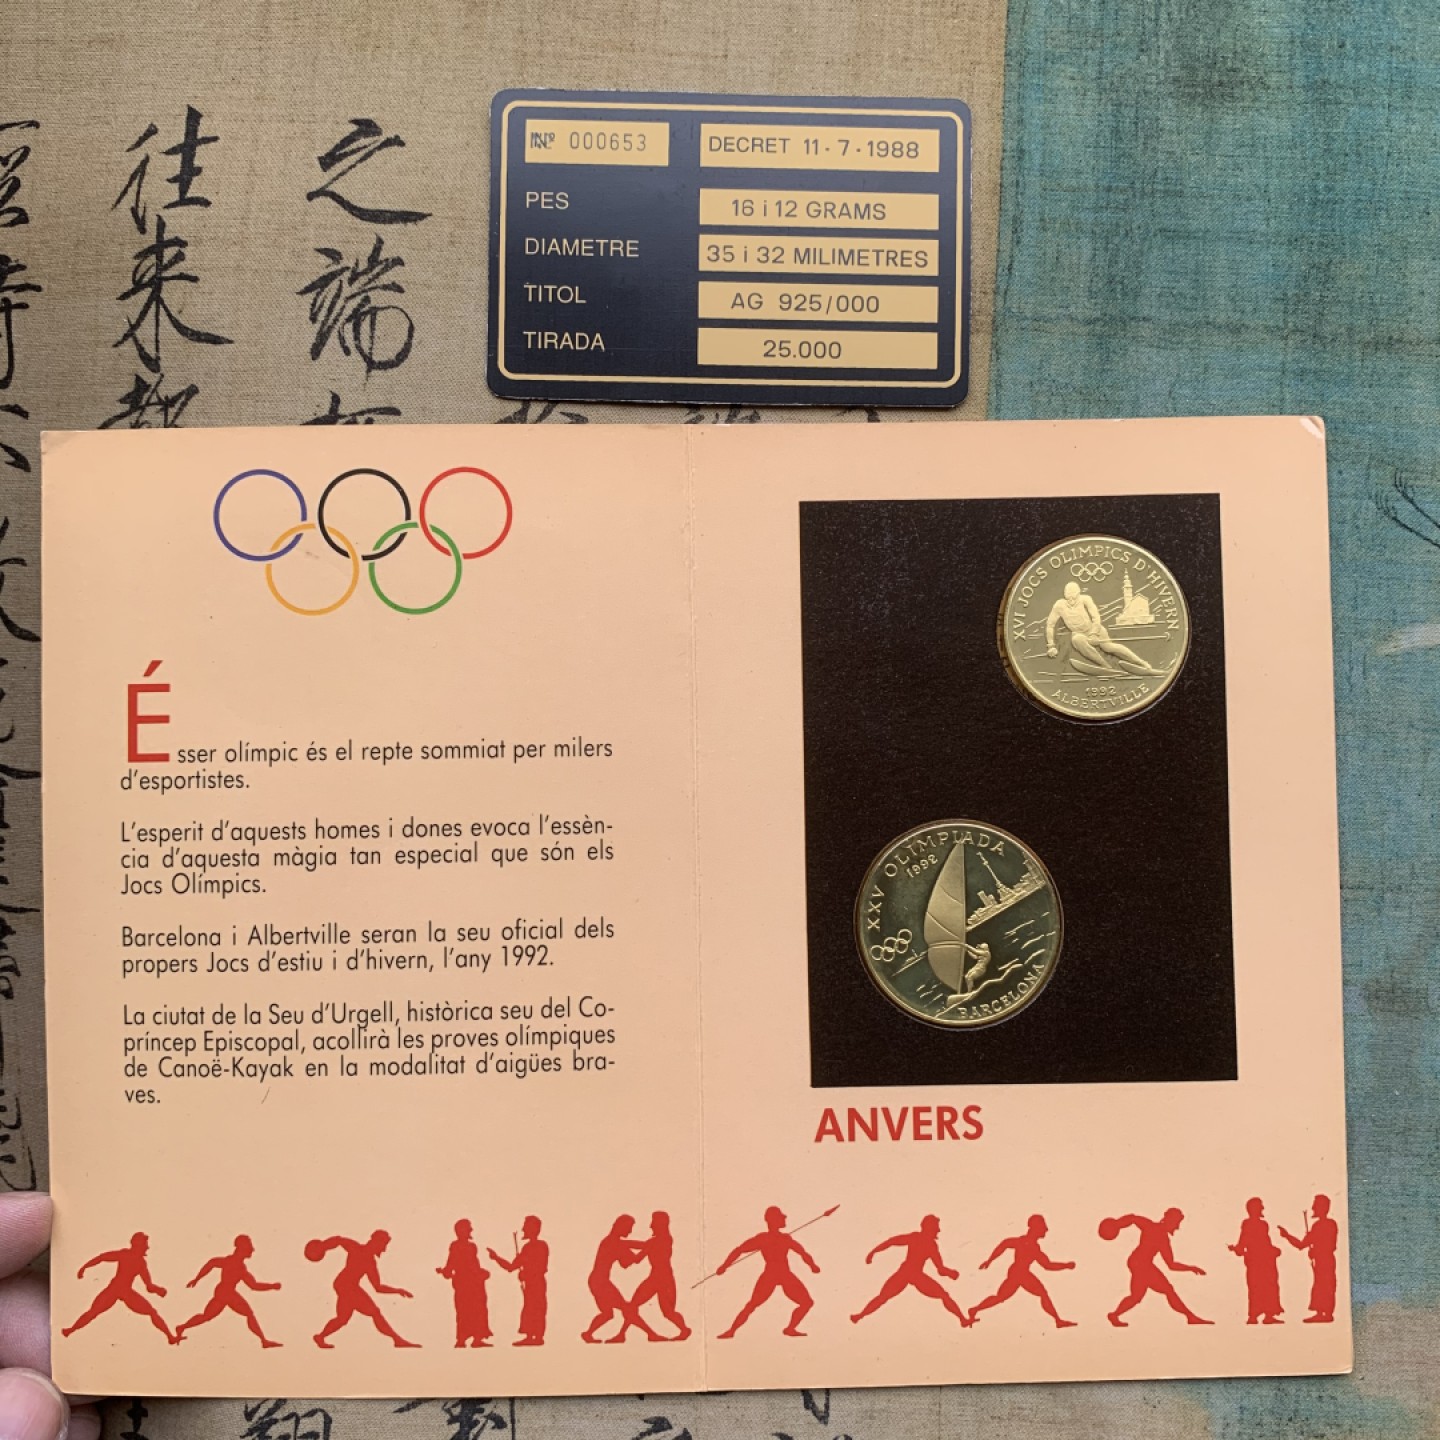 Nº 000653
DECRET 11·7·1988
PES
16 i 12 GRAMS
DIAMETRE
35 i 32 MILIMETRES
TITOL
AG 925/000
TIRADA
25.000
往
來
之
端
Ésser olímpic és el repte sommiat per milers
d'esportistes.
L'esperit d'aquests homes i dones evoca l'essèn-
cia d'aquesta màgia tan especial que són els
Jocs Olímpics.
Barcelona i Albertville seran la seu oficial dels
propers Jocs d'estiu i d'hivern, l'any 1992.
La ciutat de la Seu d'Urgell, històrica seu del Co-
príncep Episcopal, acollirà les proves olímpiques
de Canoë-Kayak en la modalitat d'aigües bra-
ves.
XVI JOCS OLIMPICS D'HIVERN
1992
ALBERTVILLE
XXV OLIMPIADA
1992
BARCELONA
ANVERS